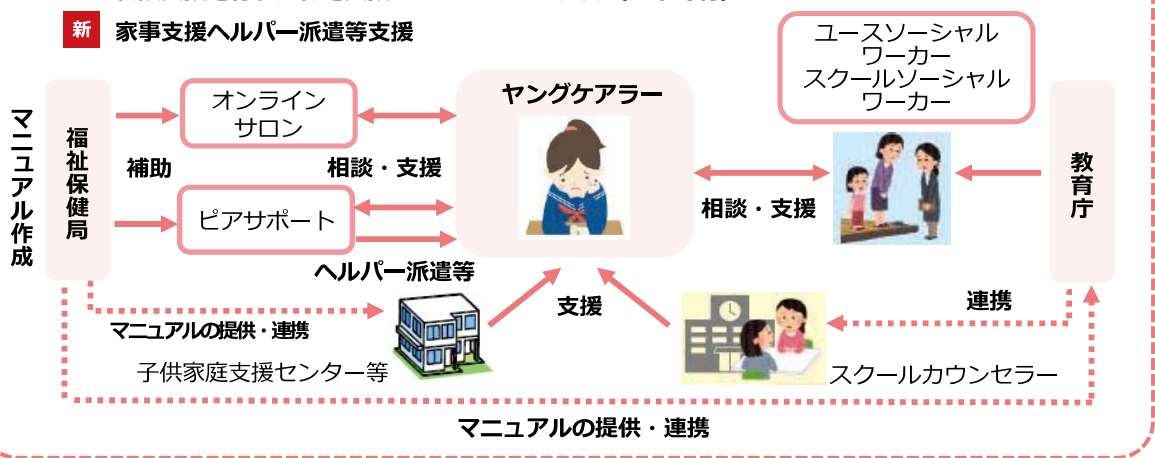 新 家事支援ヘルパー派遣等支援
ユースソーシャル
ワーカー
スクールソーシャル
ワーカー
マニュアル作成
福祉保健局
オンライン
サロン
ヤングケアラー
補助
相談・支援
ピアサポート
ヘルパー派遣等
相談・支援
教育庁
支援
連携
マニュアルの提供・連携
子供家庭支援センター等
スクールカウンセラー
マニュアルの提供・連携